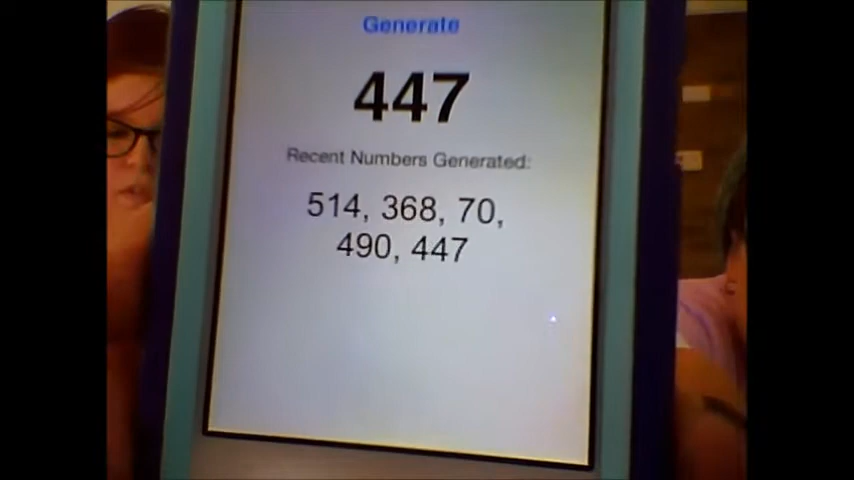 Generate
447
Recent Numbers Generated:
514, 368, 70,
490, 447